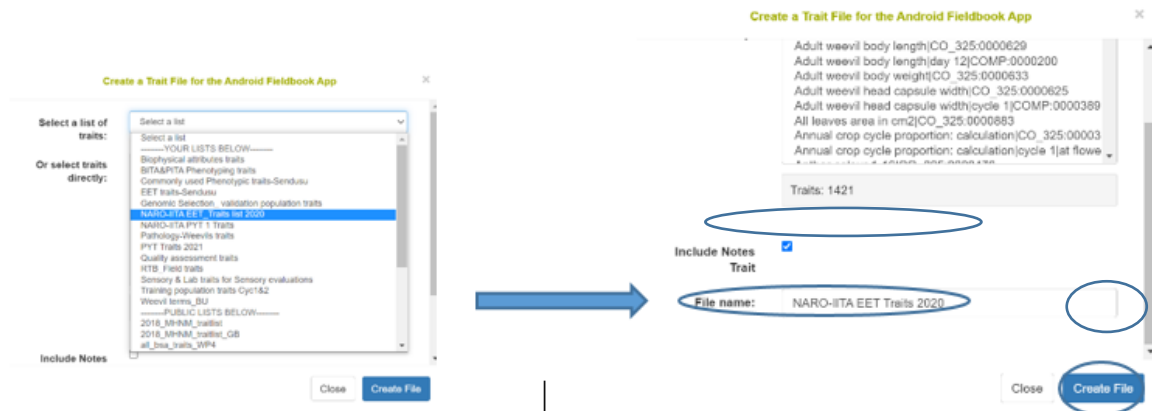 Create a Trait File for the Android Fieldbook App
×
Select a list of
traits:
Select a list
Or select traits
directly:
Select a list
--------YOUR LISTS BELOW--------
Biophysical attributes traits
BITA&PITA Phenotyping traits
Commonly used Phenotypic traits-Sendusu
EET traits-Sendusu
Genomic Selection_ validation population traits
NARO-IITA EET_Traits list 2020
NARO-IITA PYT 1 Traits
Pathology-Weevils traits
PYT Traits 2021
Quality assessment traits
RTB_Field traits
Sensory & Lab traits for Sensory evaluations
Training population traits Cyc1&2
Weevil terms_BU
--------PUBLIC LISTS BELOW--------
2018_MHNM_traitlist
2018_MHNM_traitlist_GB
all_bsa_traits_WP4
Include Notes
Close
Create File
Create a Trait File for the Android Fieldbook App
×
Adult weevil body length|CO_325:0000629
Adult weevil body length|day 12|COMP:0000200
Adult weevil body weight|CO_325:0000633
Adult weevil head capsule width|CO_325:0000625
Adult weevil head capsule width|cycle 1|COMP:0000389
All leaves area in cm2|CO_325:0000883
Annual crop cycle proportion: calculation|CO_325:00003
Annual crop cycle proportion: calculation|cycle 1|at flowe
Traits: 1421
Include Notes
Trait
File name:
NARO-IITA EET Traits 2020
Close
Create File